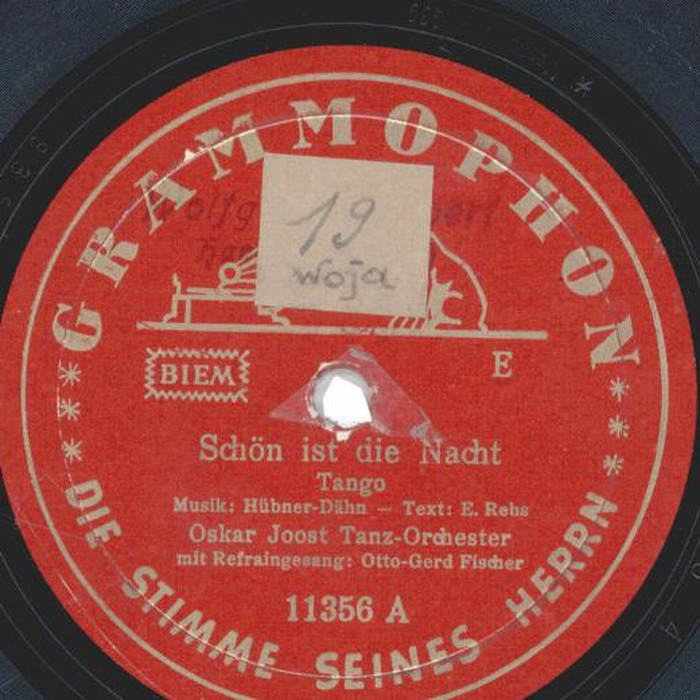 GRAMMOPHON
Wolfg
19
woja
BIEM
E
Schön ist die Nacht
Tango
Musik: Hübner-Dähn — Text: E. Rebs
Oskar Joost Tanz-Orchester
mit Refraingesang: Otto-Gerd Fischer
11356 A
*** DIE STIMME SEINES HERRN ***